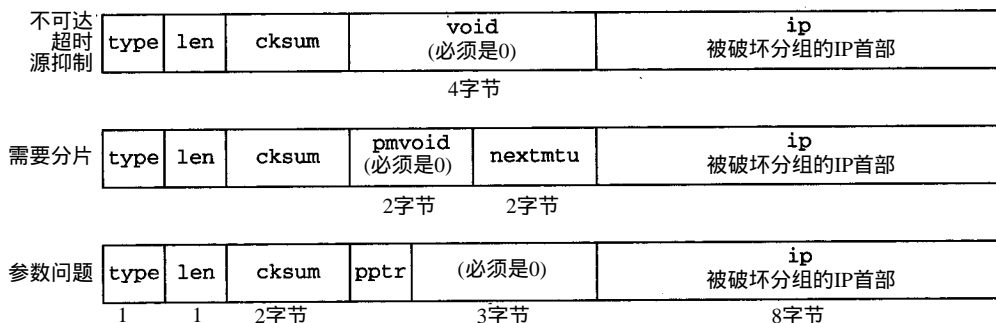 不可达
超时
源抑制
type len cksum void ip
(必须是0) 被破坏分组的IP首部
4字节
需要分片 type len cksum pmvoid nextmtu ip
(必须是0) 被破坏分组的IP首部
2字节 2字节
参数问题 type len cksum pptr (必须是0) ip
被破坏分组的IP首部
1 1 2字节 3字节 8字节